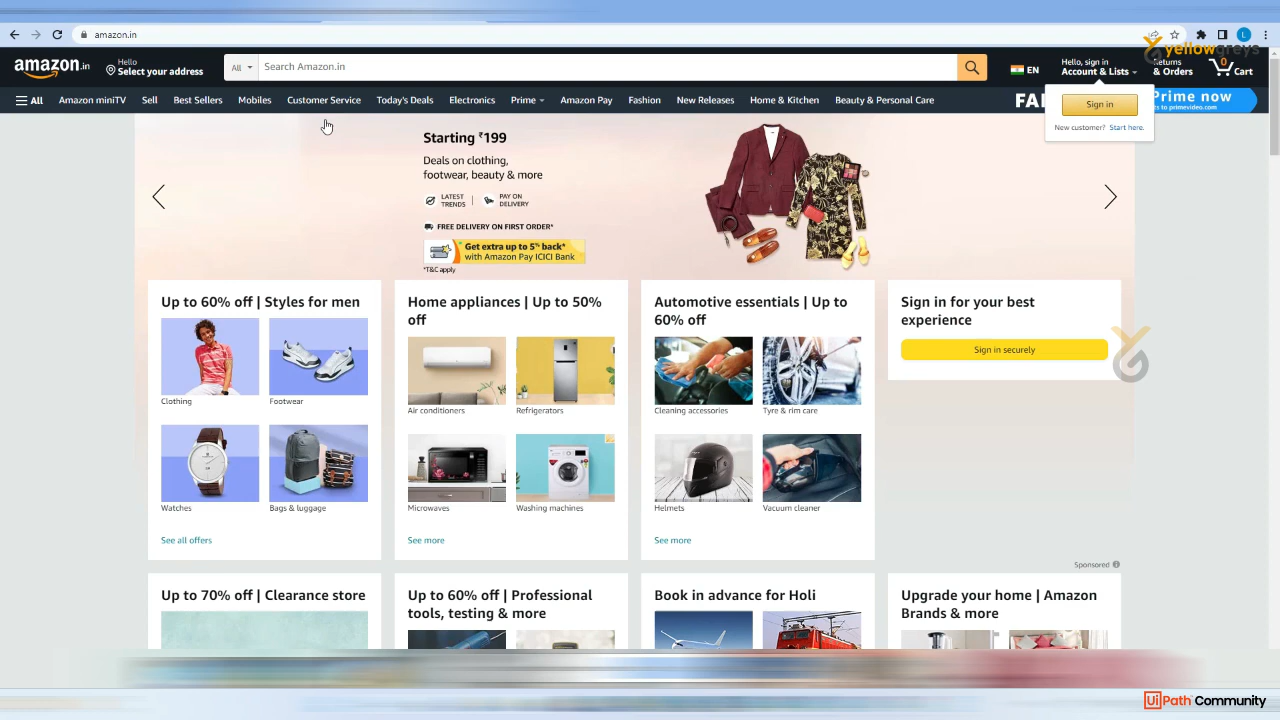 amazon.in
amazon.in
Hello
Select your address
All
Search Amazon.in
EN
Hello, sign in
Account & Lists
Returns
& Orders
0
Cart
yellowgreys
All
Amazon miniTV
Sell
Best Sellers
Mobiles
Customer Service
Today's Deals
Electronics
Prime
Amazon Pay
Fashion
New Releases
Home & Kitchen
Beauty & Personal Care
Prime now
Sign in
New customer? Start here.
Starting ₹199
Deals on clothing,
footwear, beauty & more
LATEST
TRENDS
PAY ON
DELIVERY
FREE DELIVERY ON FIRST ORDER*
Get extra up to 5% back*
with Amazon Pay ICICI Bank
*T&C apply
Up to 60% off | Styles for men
Clothing
Footwear
Watches
Bags & luggage
See all offers
Home appliances | Up to 50%
off
Air conditioners
Refrigerators
Microwaves
Washing machines
See more
Automotive essentials | Up to
60% off
Cleaning accessories
Tyre & rim care
Helmets
Vacuum cleaner
See more
Sign in for your best
experience
Sign in securely
Sponsored
Up to 70% off | Clearance store
Up to 60% off | Professional
tools, testing & more
Book in advance for Holi
Upgrade your home | Amazon
Brands & more
UiPath Community